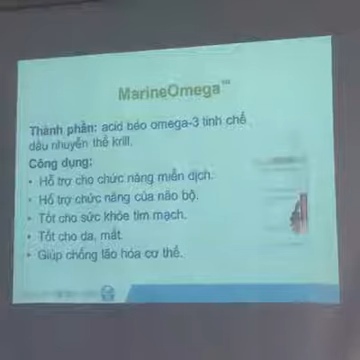 MarineOmega™
Thành phần: acid béo omega-3 tinh chế
dầu nhuyễn thể krill.
Công dụng:
• Hỗ trợ cho chức năng miễn dịch.
• Hỗ trợ chức năng của não bộ.
• Tốt cho sức khỏe tim mạch.
• Tốt cho da, mắt.
• Giúp chống lão hóa cơ thể.